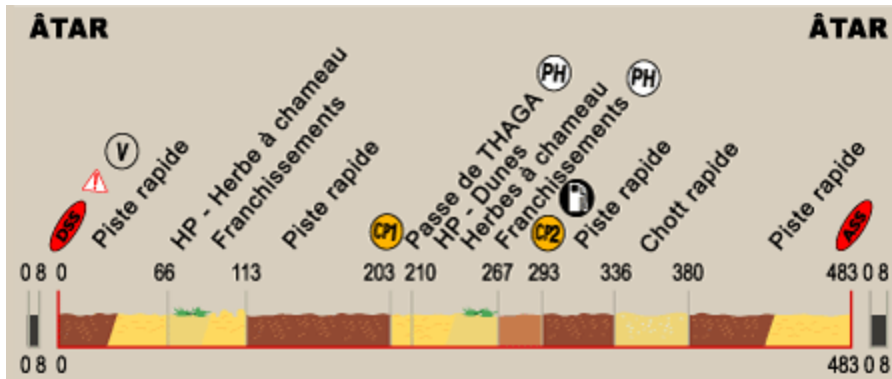 ÂTAR ÂTAR
V
PH
PH
DSS
Piste rapide
HP - Herbe à chameau
Franchissements
Piste rapide
CP1
Passe de THAGA
HP - Dunes
Herbes à chameau
Franchissements
CP2
Piste rapide
Chott rapide
Piste rapide
ASS
0 8 0 66 113 203 210 267 293 336 380 483 0 8
0 8 0 483 0 8